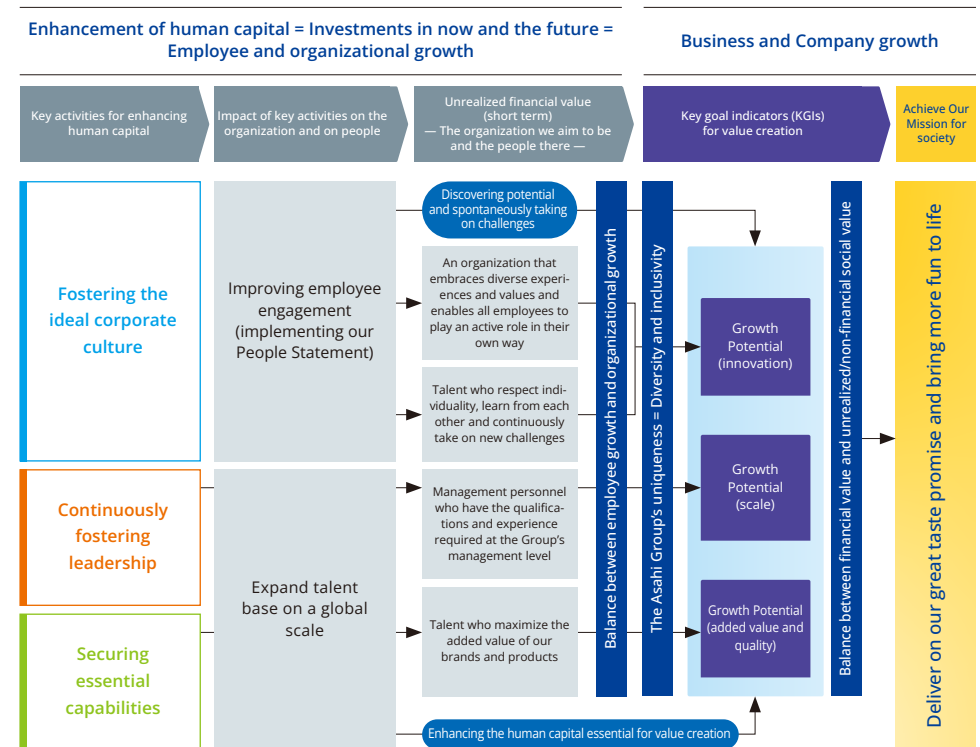 Enhancement of human capital = Investments in now and the future =
Employee and organizational growth
Business and Company growth
Key activities for enhancing
human capital
Impact of key activities on the
organization and on people
Unrealized financial value
(short term)
— The organization we aim to be
and the people there —
Key goal indicators (KGIs)
for value creation
Achieve Our
Mission for
society
Fostering the
ideal corporate
culture
Continuously
fostering
leadership
Securing
essential
capabilities
Improving employee
engagement
(implementing our
People Statement)
Expand talent
base on a global
scale
Discovering potential
and spontaneously taking
on challenges
An organization that
embraces diverse experi-
ences and values and
enables all employees to
play an active role in their
own way
Talent who respect indi-
viduality, learn from each
other and continuously
take on new challenges
Management personnel
who have the qualifica-
tions and experience
required at the Group's
management level
Talent who maximize the
added value of our
brands and products
Enhancing the human capital essential for value creation
Balance between employee growth and organizational growth
The Asahi Group's uniqueness = Diversity and inclusivity
Growth
Potential
(innovation)
Growth
Potential
(scale)
Growth Potential
(added value and
quality)
Balance between financial value and unrealized/non-financial social value
Deliver on our great taste promise and bring more fun to life